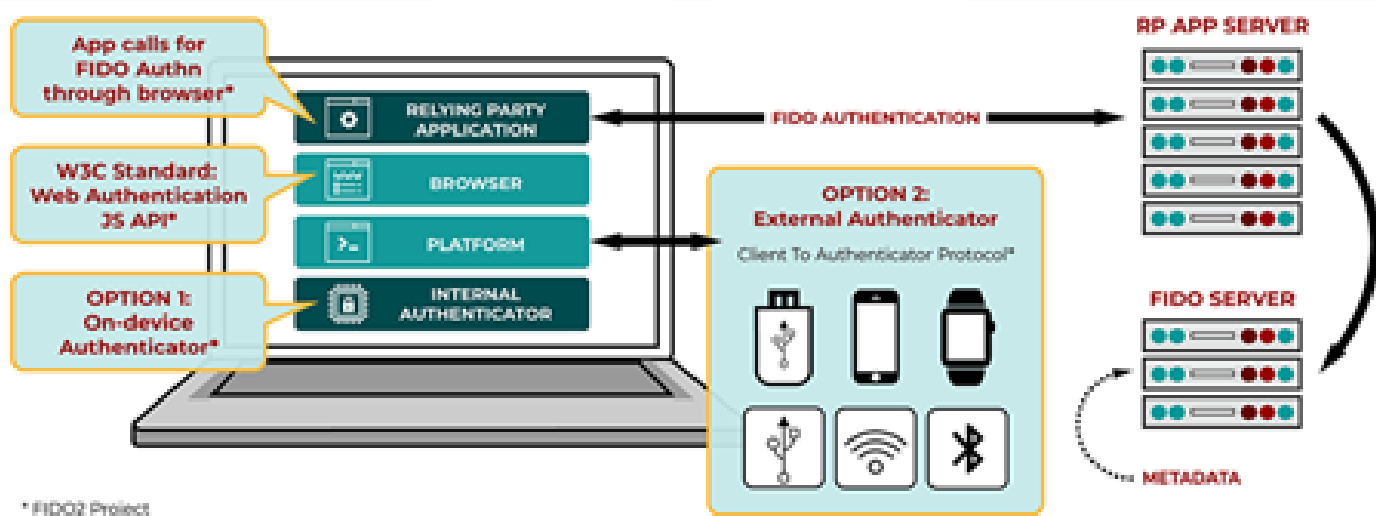 App calls for
FIDO Authn
through browser*
W3C Standard:
Web Authentication
JS API*
OPTION 1:
On-device
Authenticator*
RELYING PARTY
APPLICATION
BROWSER
PLATFORM
INTERNAL
AUTHENTICATOR
FIDO AUTHENTICATION
OPTION 2:
External Authenticator
Client To Authenticator Protocol*
RP APP SERVER
FIDO SERVER
METADATA
* FIDO2 Project